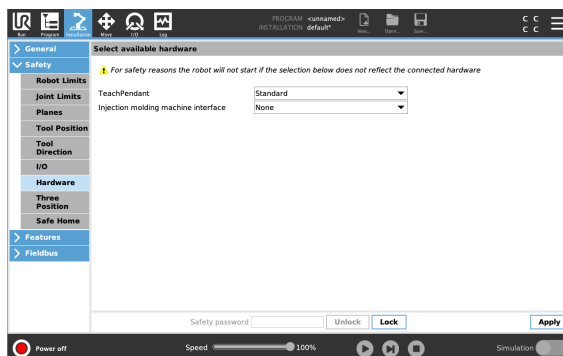 UR
PROGRAM <unnamed>
INSTALLATION default*
C C
C C
Run Program Installation Move I/O Log New... Open... Save...
General
Select available hardware
Safety
For safety reasons the robot will not start if the selection below does not reflect the connected hardware
Robot Limits
TeachPendant Standard
Joint Limits
Injection molding machine interface None
Planes
Tool Position
Tool
Direction
I/O
Hardware
Three
Position
Safe Home
Features
Fieldbus
Safety password Unlock Lock Apply
Power off Speed 100% Simulation